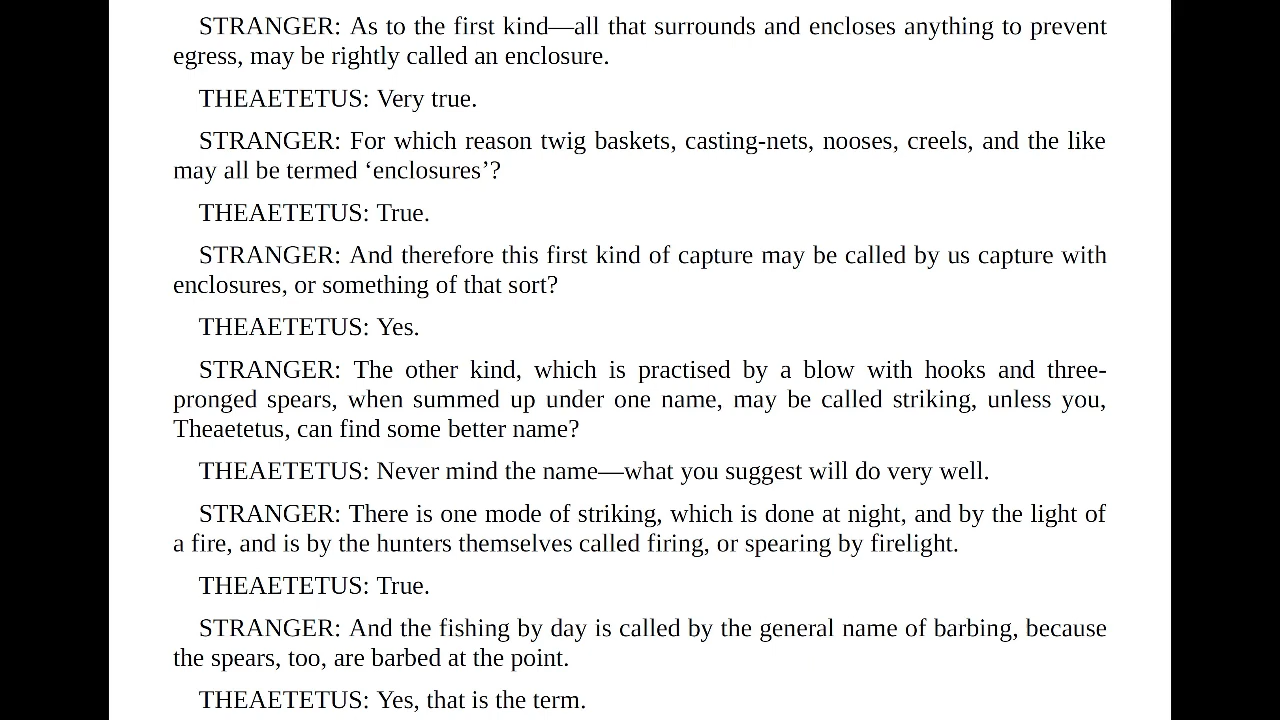 STRANGER: As to the first kind—all that surrounds and encloses anything to prevent
egress, may be rightly called an enclosure.
THEAETETUS: Very true.
STRANGER: For which reason twig baskets, casting-nets, nooses, creels, and the like
may all be termed ‘enclosures’?
THEAETETUS: True.
STRANGER: And therefore this first kind of capture may be called by us capture with
enclosures, or something of that sort?
THEAETETUS: Yes.
STRANGER: The other kind, which is practised by a blow with hooks and three-
pronged spears, when summed up under one name, may be called striking, unless you,
Theaetetus, can find some better name?
THEAETETUS: Never mind the name—what you suggest will do very well.
STRANGER: There is one mode of striking, which is done at night, and by the light of
a fire, and is by the hunters themselves called firing, or spearing by firelight.
THEAETETUS: True.
STRANGER: And the fishing by day is called by the general name of barbing, because
the spears, too, are barbed at the point.
THEAETETUS: Yes, that is the term.